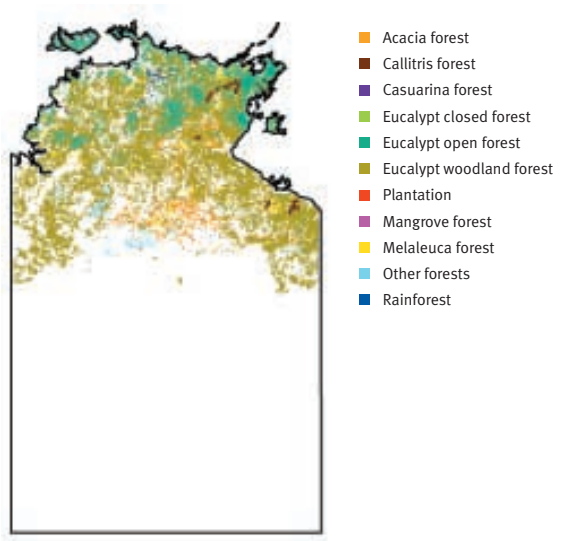 Acacia forest
Callitris forest
Casuarina forest
Eucalypt closed forest
Eucalypt open forest
Eucalypt woodland forest
Plantation
Mangrove forest
Melaleuca forest
Other forests
Rainforest